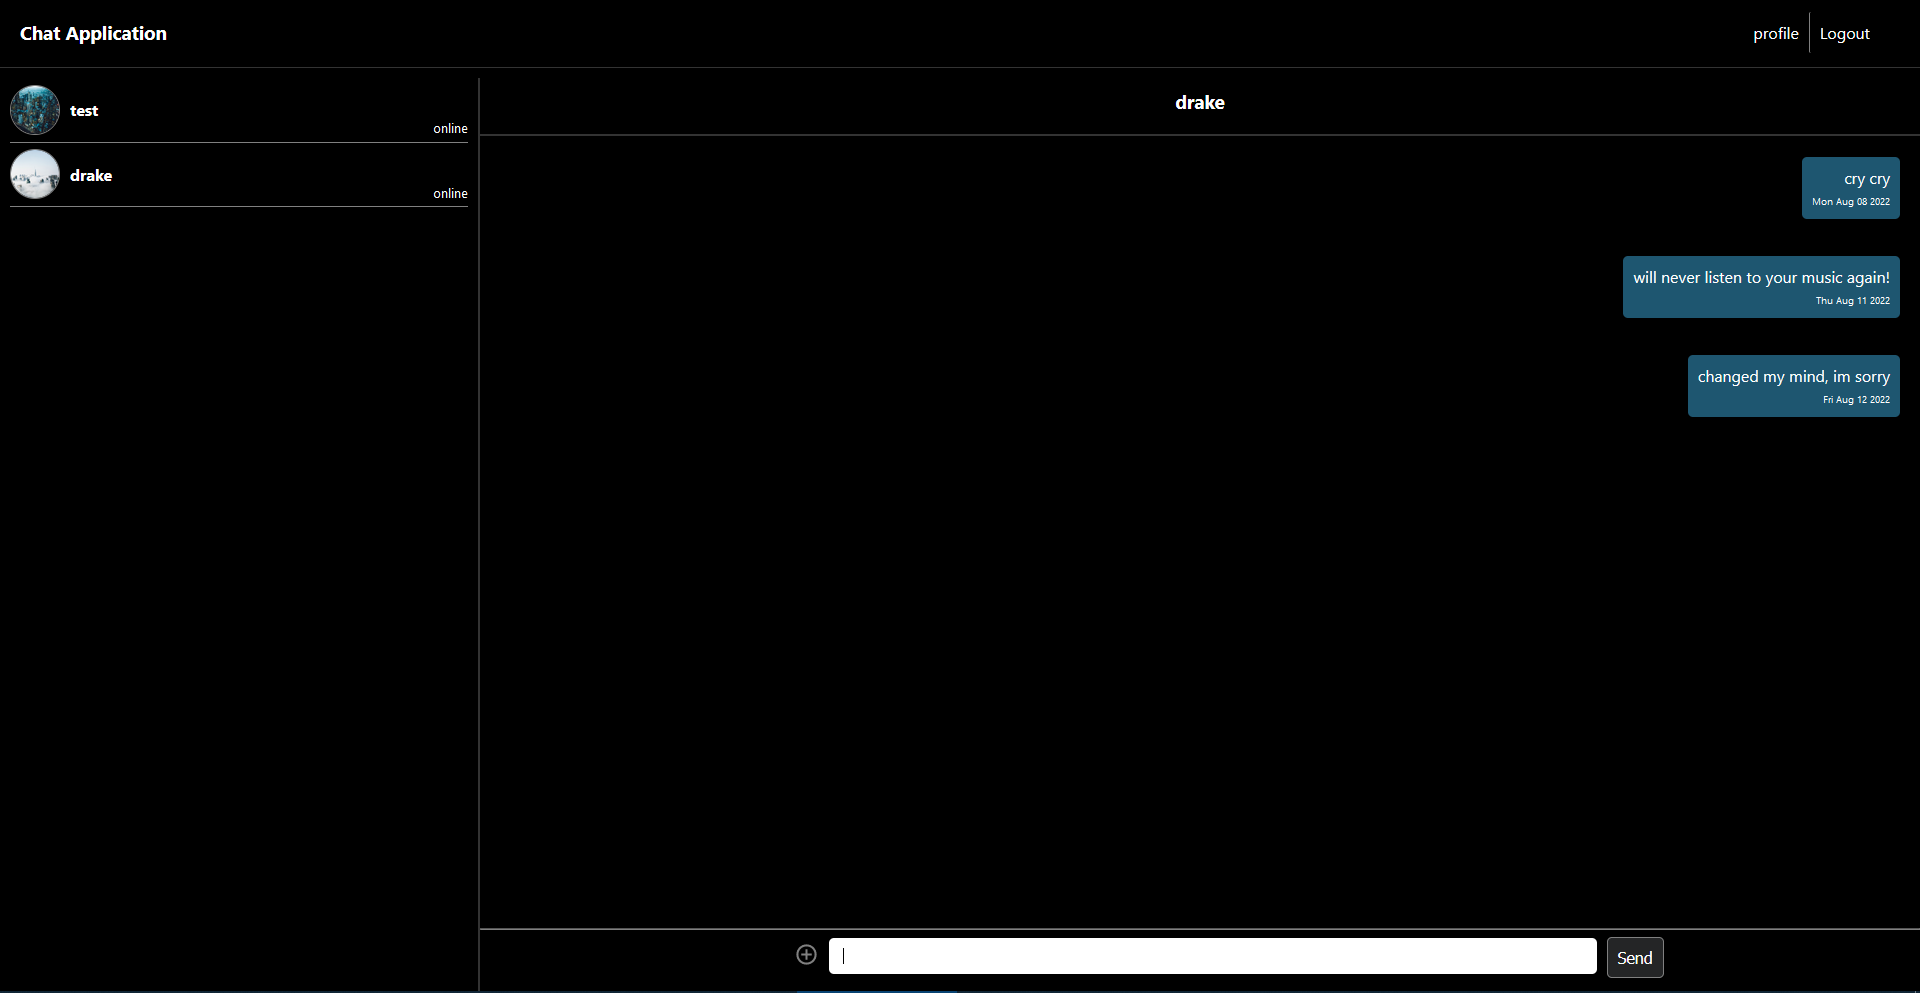 Chat Application
profile
Logout
test
online
drake
online
drake
cry cry
Mon Aug 08 2022
will never listen to your music again!
Thu Aug 11 2022
changed my mind, im sorry
Fri Aug 12 2022
Send